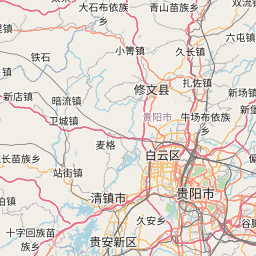 大石布依族
乡
青山苗族乡
双流镇
小箐镇
久长镇
六屯镇
铁石
修文县
扎佐镇
新场镇
新店镇
暗流镇
贵阳市
牛场布依族
乡
卫城镇
麦格
白云区
长苗族乡
站街镇
清镇市
贵阳市
久安乡
十字回族苗
族乡
贵安新区
谷脚镇